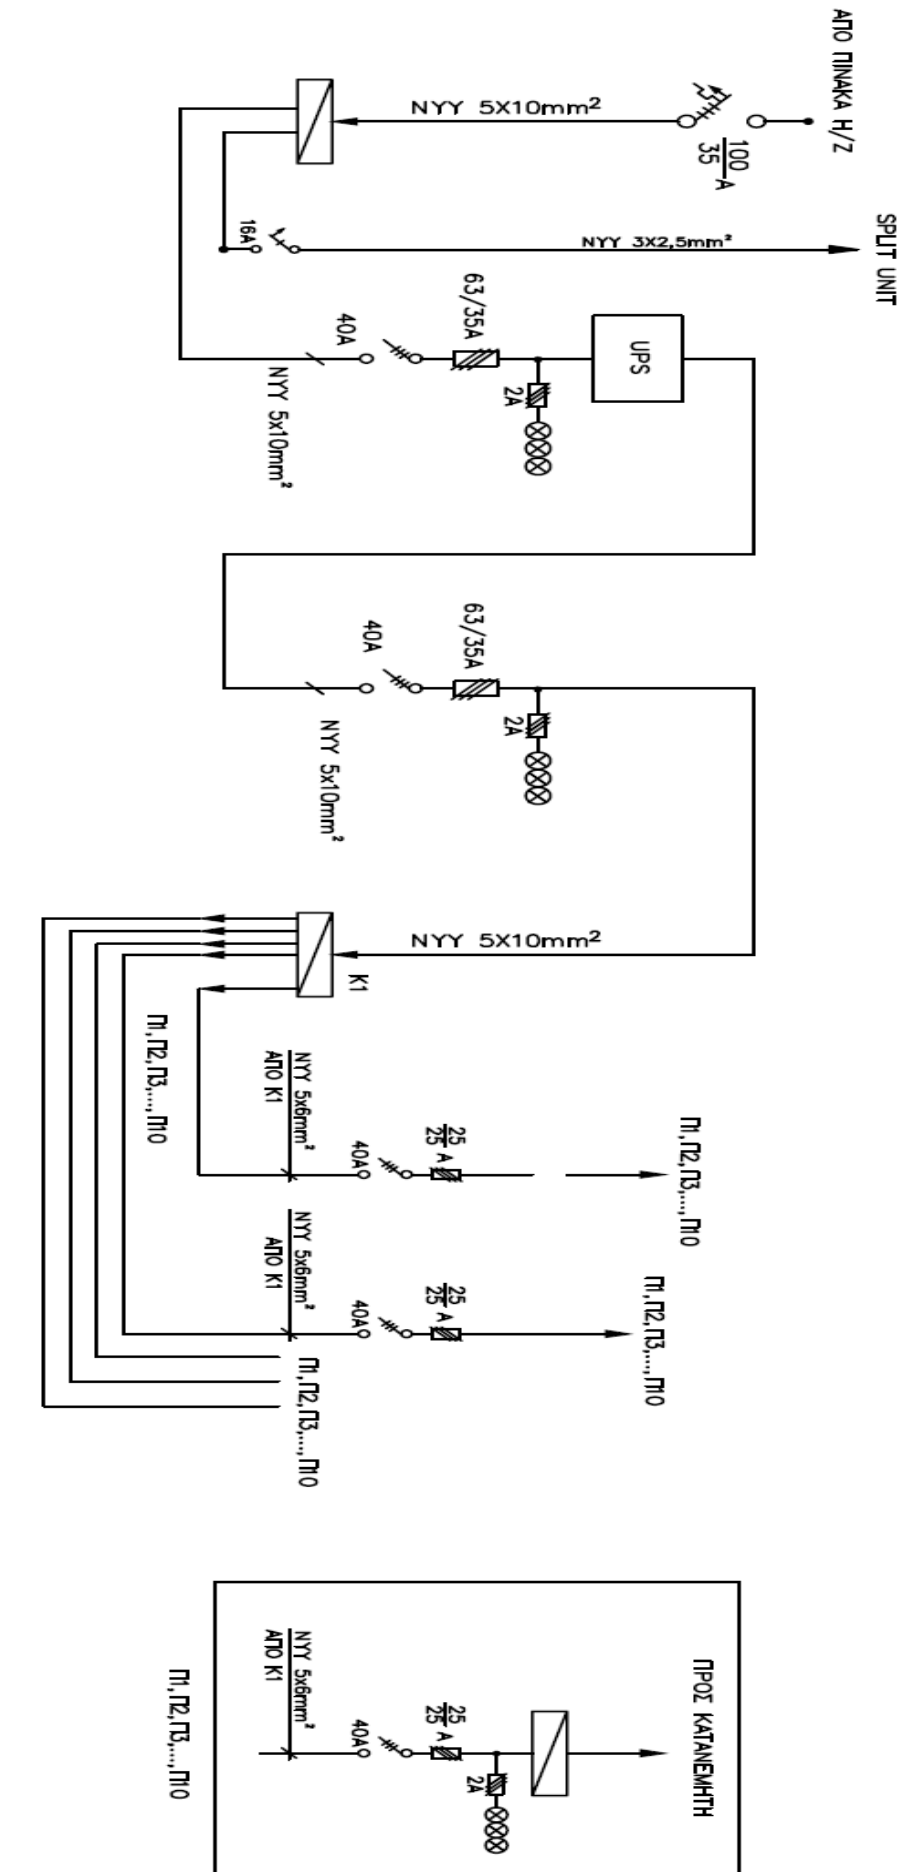 ΑΠΟ ΠΙΝΑΚΑ Η/Ζ
NYY 5X10mm²
100
35 A
SPLIT UNIT
NYY 3X2,5mm²
16A
40A
63/35A
UPS
2A
NYY 5x10mm²
40A
63/35A
2A
NYY 5x10mm²
NYY 5X10mm²
K1
Π1,Π2,Π3,...,Π10
NYY 5x6mm²
ΑΠΟ Κ1
40A
25
25 A
Π1,Π2,Π3,...,Π10
NYY 5x6mm²
ΑΠΟ Κ1
40A
25
25 A
Π1,Π2,Π3,...,Π10
Π1,Π2,Π3,...,Π10
ΠΡΟΣ ΚΑΤΑΝΕΜΗΤΗ
NYY 5x6mm²
ΑΠΟ Κ1
40A
25
25 A
2A
Π1,Π2,Π3,...,Π10